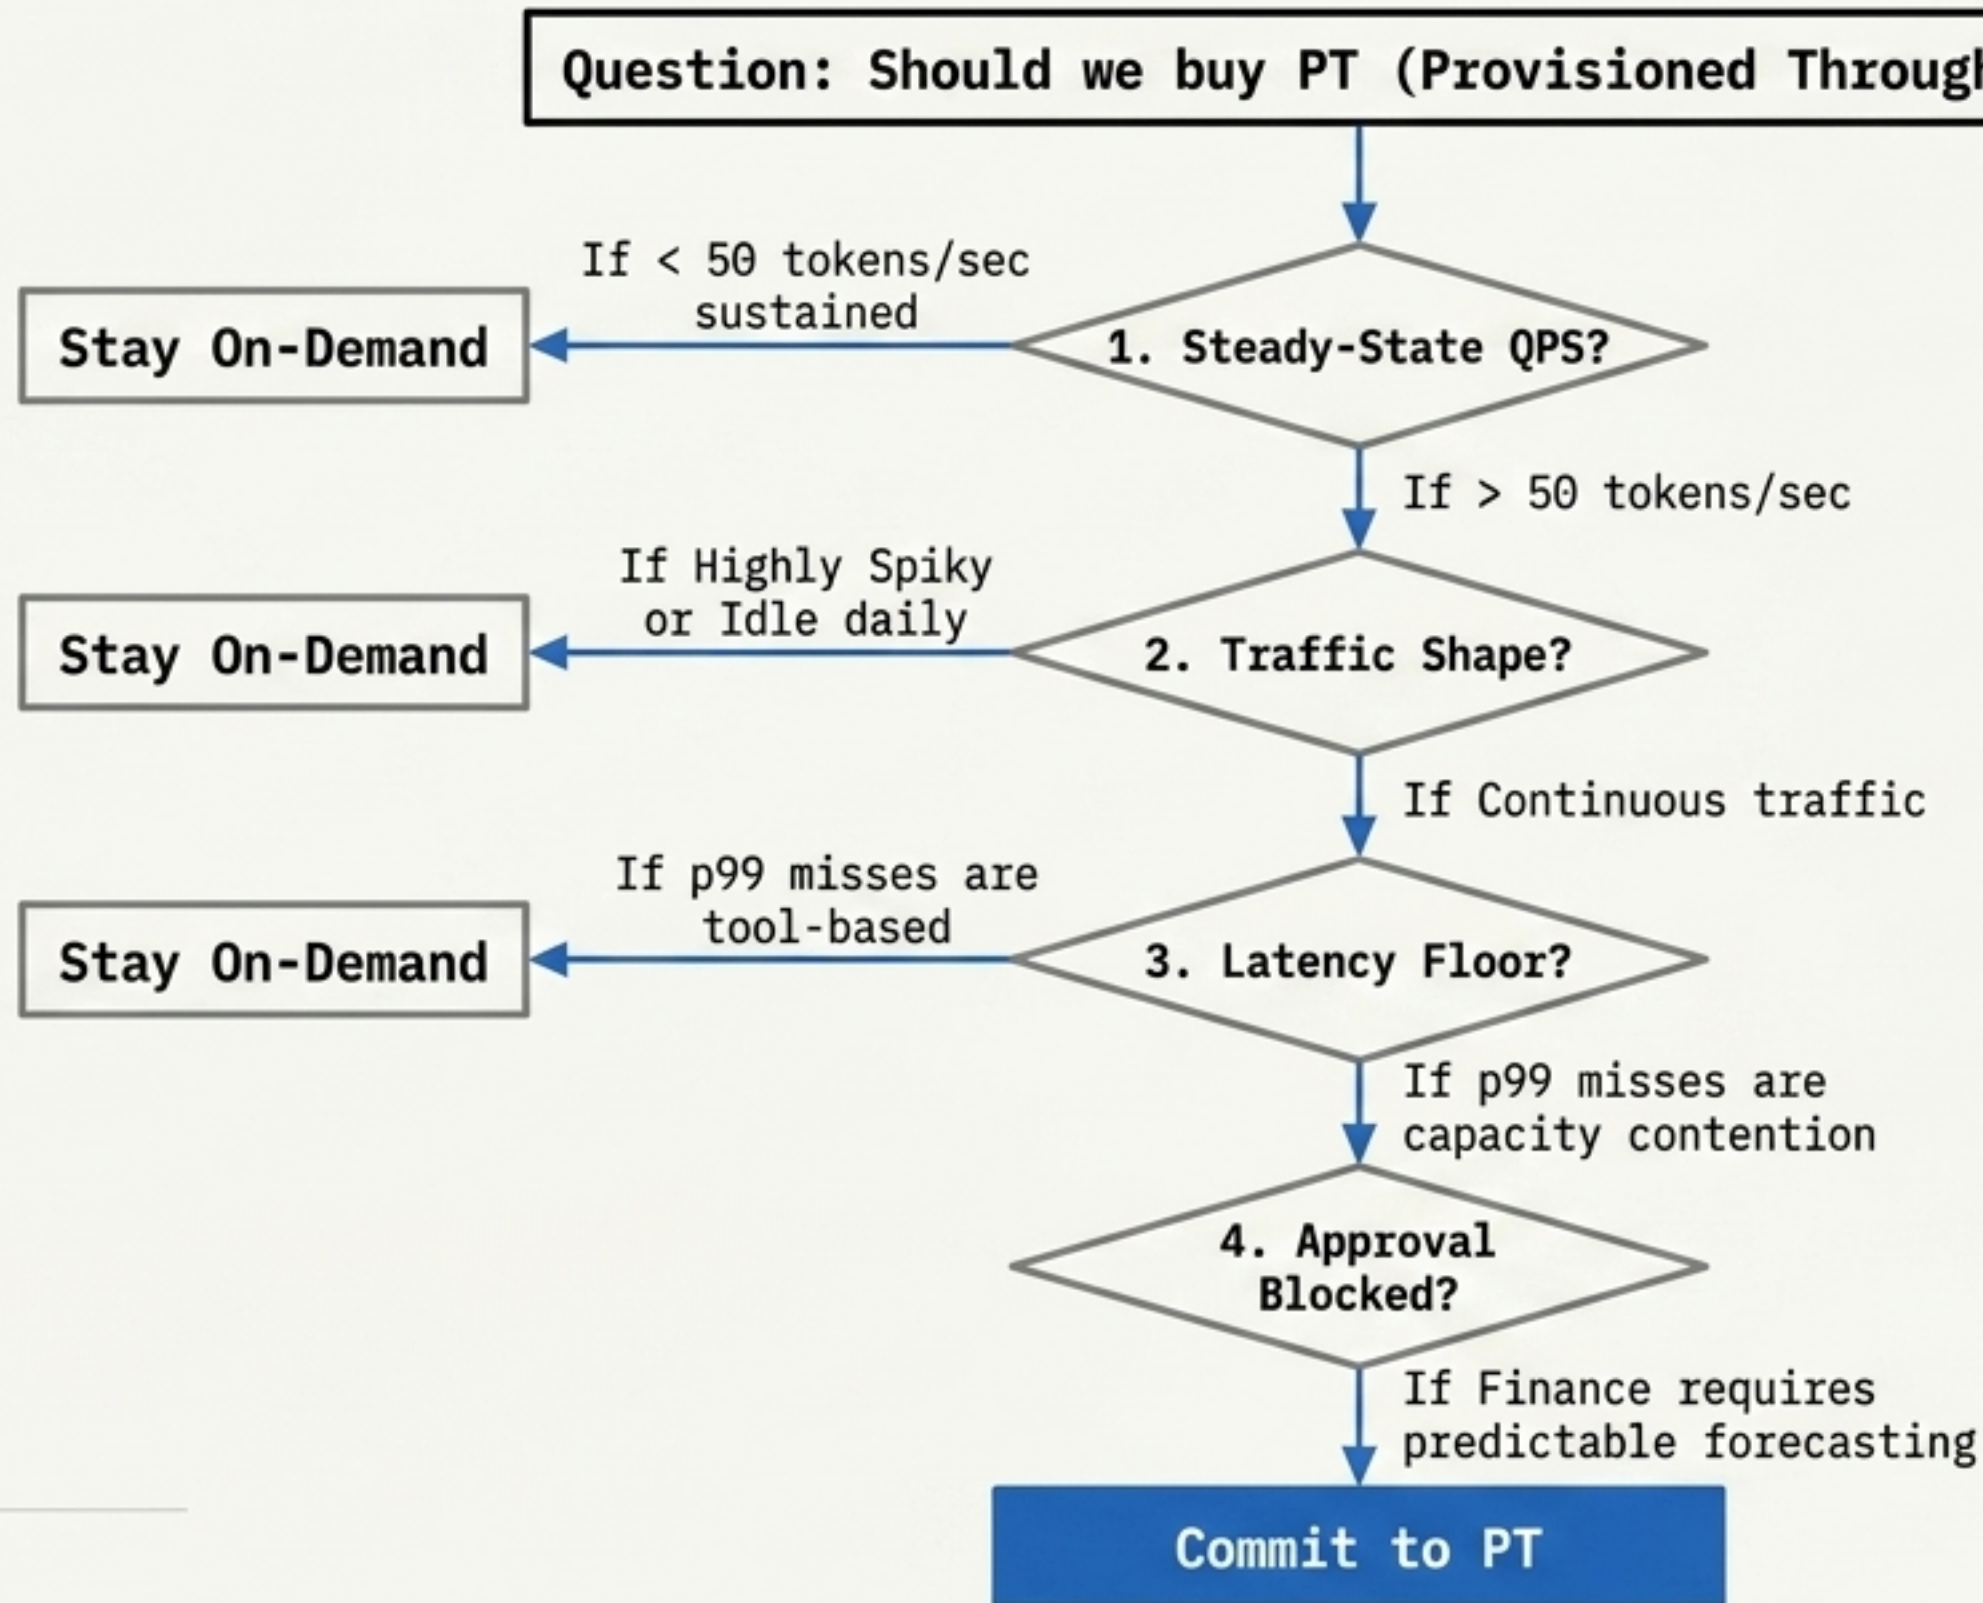 Question: Should we buy PT (Provisioned Through
If < 50 tokens/sec
sustained
Stay On-Demand
1. Steady-State QPS?
If > 50 tokens/sec
If Highly Spiky
or Idle daily
Stay On-Demand
2. Traffic Shape?
If Continuous traffic
If p99 misses are
tool-based
Stay On-Demand
3. Latency Floor?
If p99 misses are
capacity contention
4. Approval
Blocked?
If Finance requires
predictable forecasting
Commit to PT